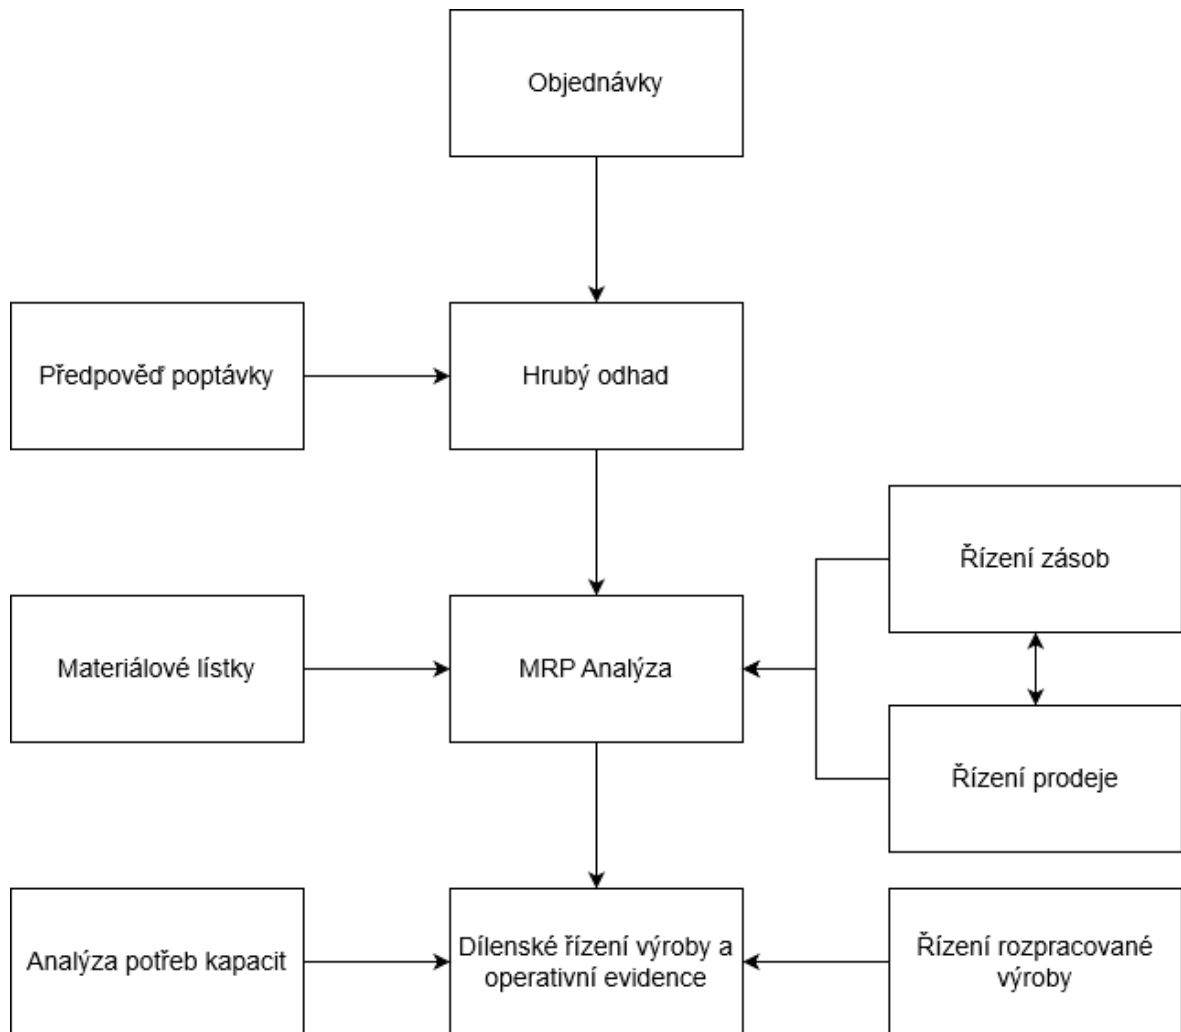 Objednávky
Předpověď poptávky
Hrubý odhad
Řízení zásob
Materiálové lístky
MRP Analýza
Řízení prodeje
Analýza potřeb kapacit
Dílenské řízení výroby a
operativní evidence
Řízení rozpracované
výroby